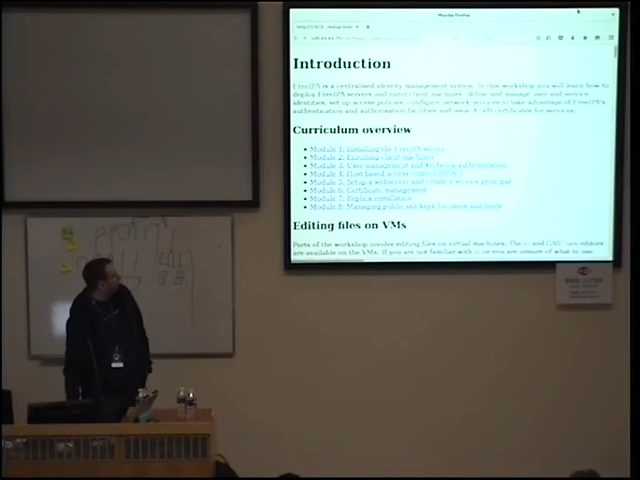 Mozilla Firefox
Introduction
FreeIPA is a centralised identity management system. In this workshop you will learn how to
deploy FreeIPA servers and enrol client machines, define and manage user and service
identities, set up access policies, configure network services to take advantage of FreeIPA's
authentication and authorisation facilities and issue X.509 certificates for services.
Curriculum overview
• Module 1: Installing the FreeIPA server
• Module 2: Enrolling client machines
• Module 3: User management and Kerberos authentication
• Module 4: Host based access control (HBAC)
• Module 5: Setup a webserver and create a service principal
• Module 6: Certificate management
• Module 7: Replica installation
• Module 8: Managing public ssh keys for users and hosts
Editing files on VMs
Parts of the workshop involve editing files on virtual machines. The vi and GNU nano editors
are available on the VMs. If you are not familiar with vi or you are unsure of what to use,